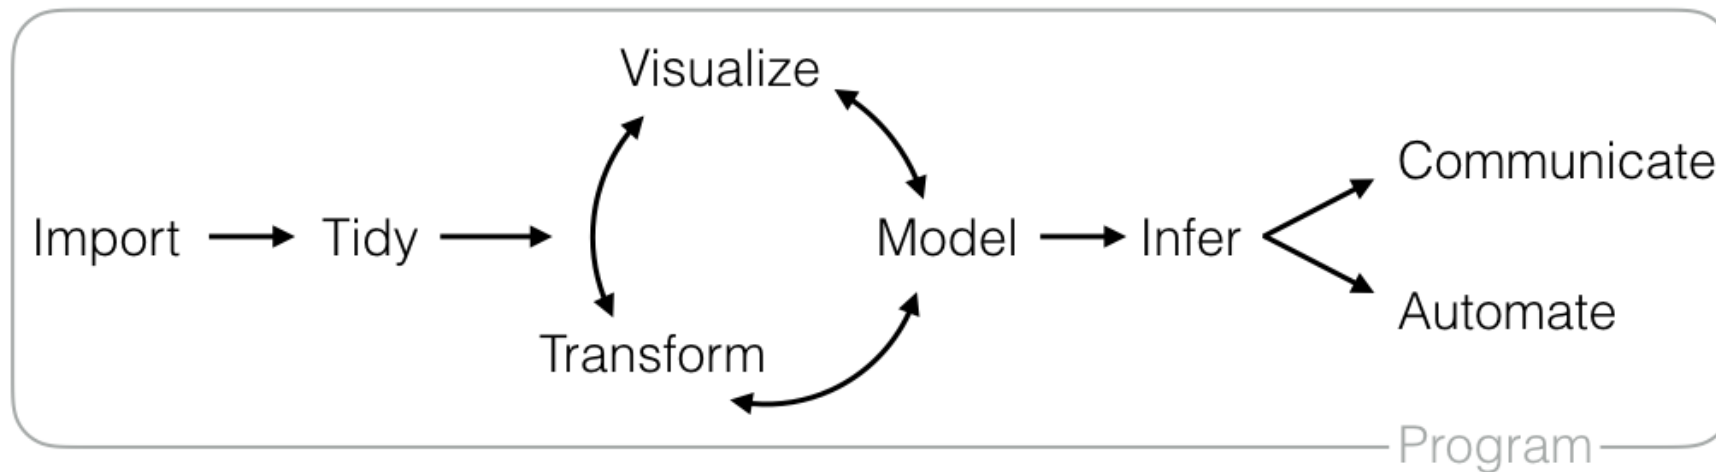 Visualize
Communicate
Import
Tidy
Model
Infer
Automate
Transform
Program